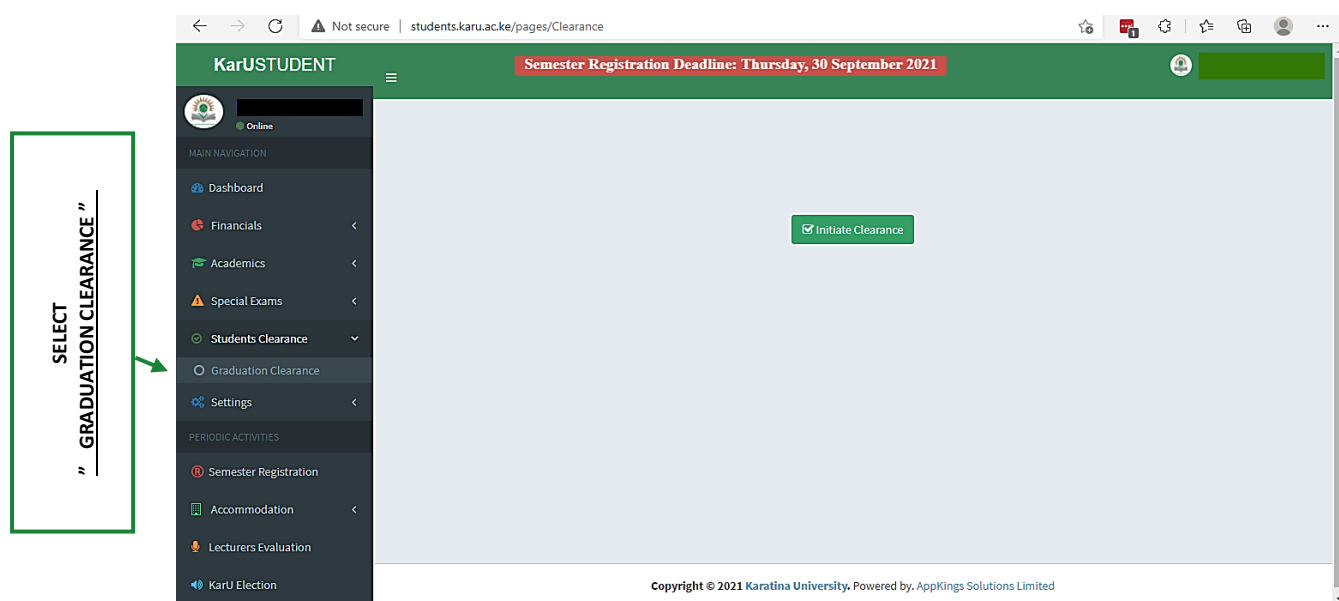 Not secure | students.karu.ac.ke/pages/Clearance
1
KarUSTUDENT
Semester Registration Deadline: Thursday, 30 September 2021
Online
MAIN NAVIGATION
Dashboard
Financials
Academics
Special Exams
Students Clearance
Graduation Clearance
Settings
PERIODIC ACTIVITIES
Semester Registration
Accommodation
Lecturers Evaluation
KarU Election
Initiate Clearance
Copyright © 2021 Karatina University. Powered by. AppKings Solutions Limited
SELECT
” GRADUATION CLEARANCE ”